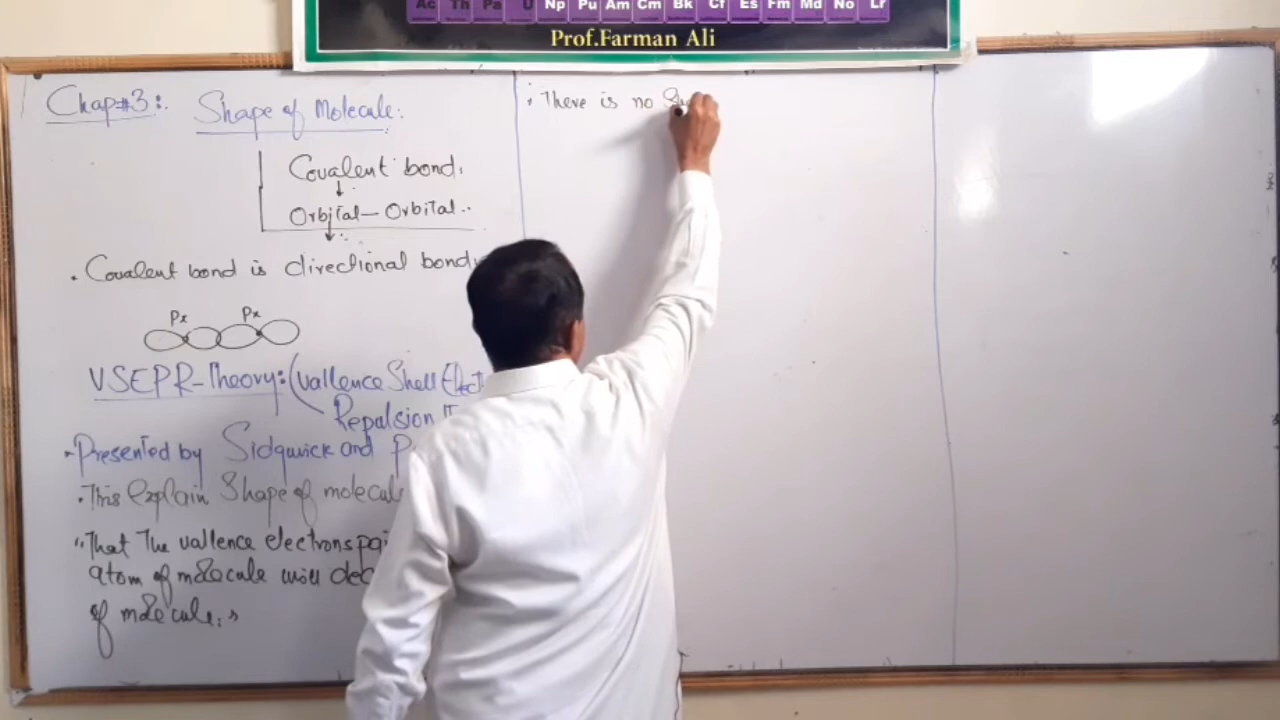 Ac Th Pa U Np Pu Am Cm Bk Cf Es Fm Md No Lr
Prof.Farman Ali
Chap#3:.
Shape of Molecule:
Covalent bond.
↓
Orbital — Orbital..
↓
. Covalent bond is directional bond
Px Px
VSEPR-Theory: (Vallence Shell Elect
Repulsion
. Presented by Sidgwick and P
. This Explain Shape of molecule
"That The vallence electrons pai
atom of molecule will dec
of molecule."
; There is no